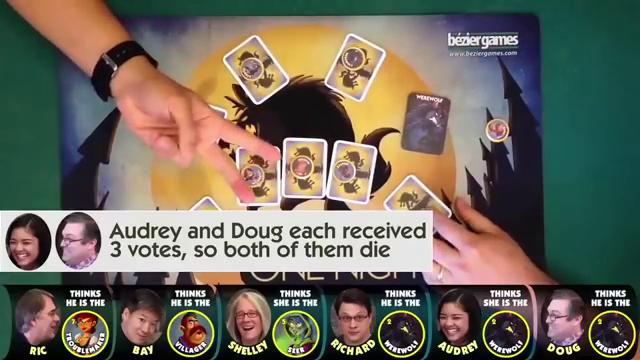 béziergames
www.beziergames.com
WEREWOLF
Audrey and Doug each received
3 votes, so both of them die
ONE NIGHT
THINKS
HE IS THE
TROUBLEMAKER
RIC
THINKS
HE IS THE
VILLAGER
BAY
THINKS
SHE IS THE
SEER
SHELLEY
THINKS
HE IS THE
WEREWOLF
RICHARD
THINKS
SHE IS THE
WEREWOLF
AUDREY
THINKS
HE IS THE
WEREWOLF
DOUG